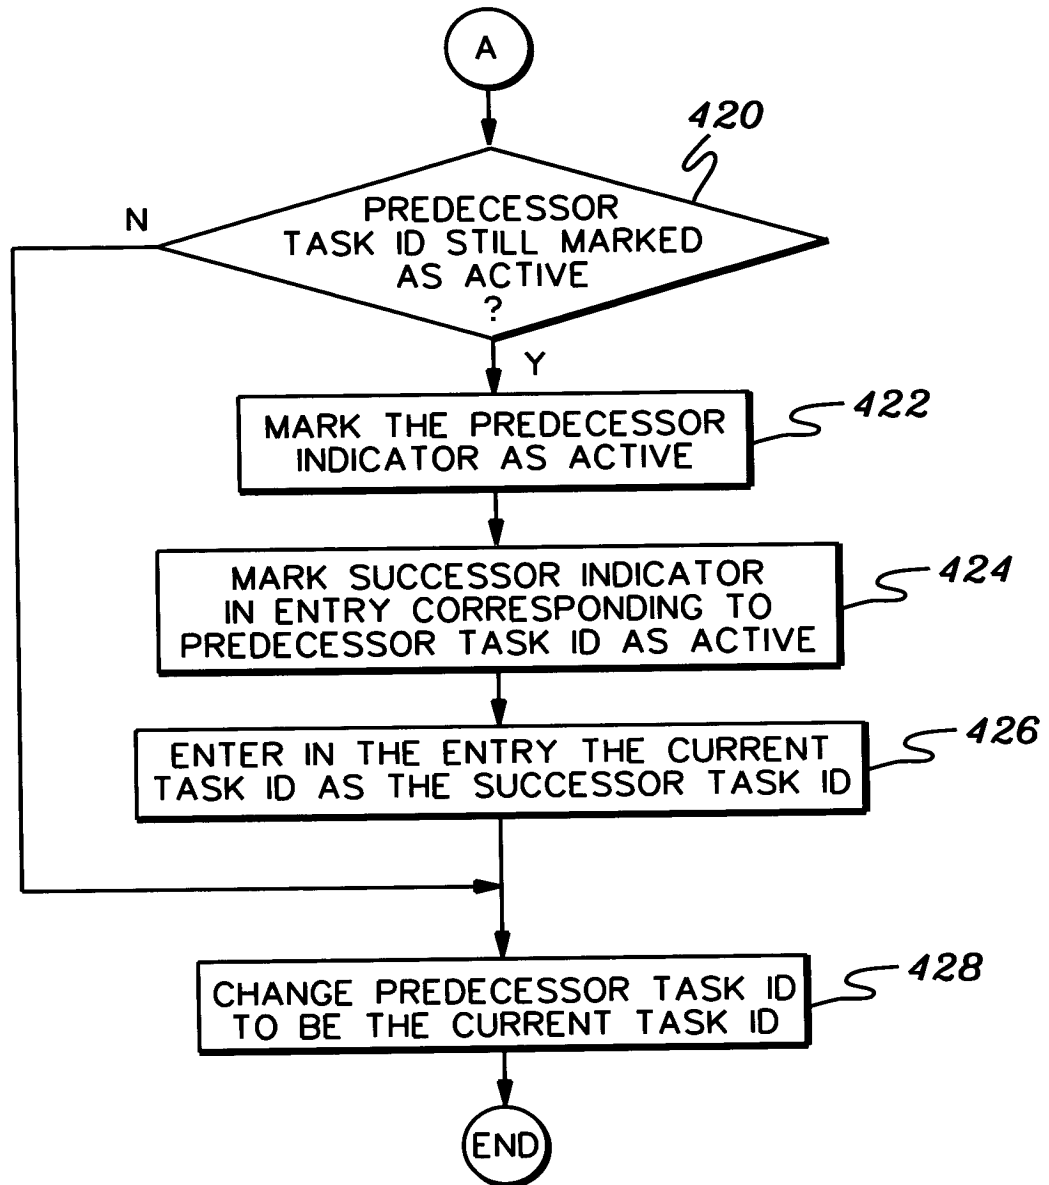 A
420
PREDECESSOR
TASK ID STILL MARKED
AS ACTIVE
?
N
Y
422
MARK THE PREDECESSOR
INDICATOR AS ACTIVE
424
MARK SUCCESSOR INDICATOR
IN ENTRY CORRESPONDING TO
PREDECESSOR TASK ID AS ACTIVE
426
ENTER IN THE ENTRY THE CURRENT
TASK ID AS THE SUCCESSOR TASK ID
428
CHANGE PREDECESSOR TASK ID
TO BE THE CURRENT TASK ID
END